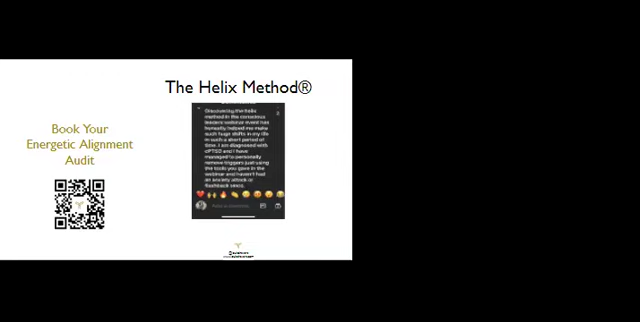 The Helix Method®
Book Your
Energetic Alignment
Audit
Discovering the helix
method in the conscious
leaders webinar event has
honestly helped me make
such huge shifts in my life
in such a short period of
time. I am diagnosed with
cPTSD and I have
managed to personally
remove triggers just using
the tools you gave in the
webinar and haven't had
an anxiety attack or
flashback since.